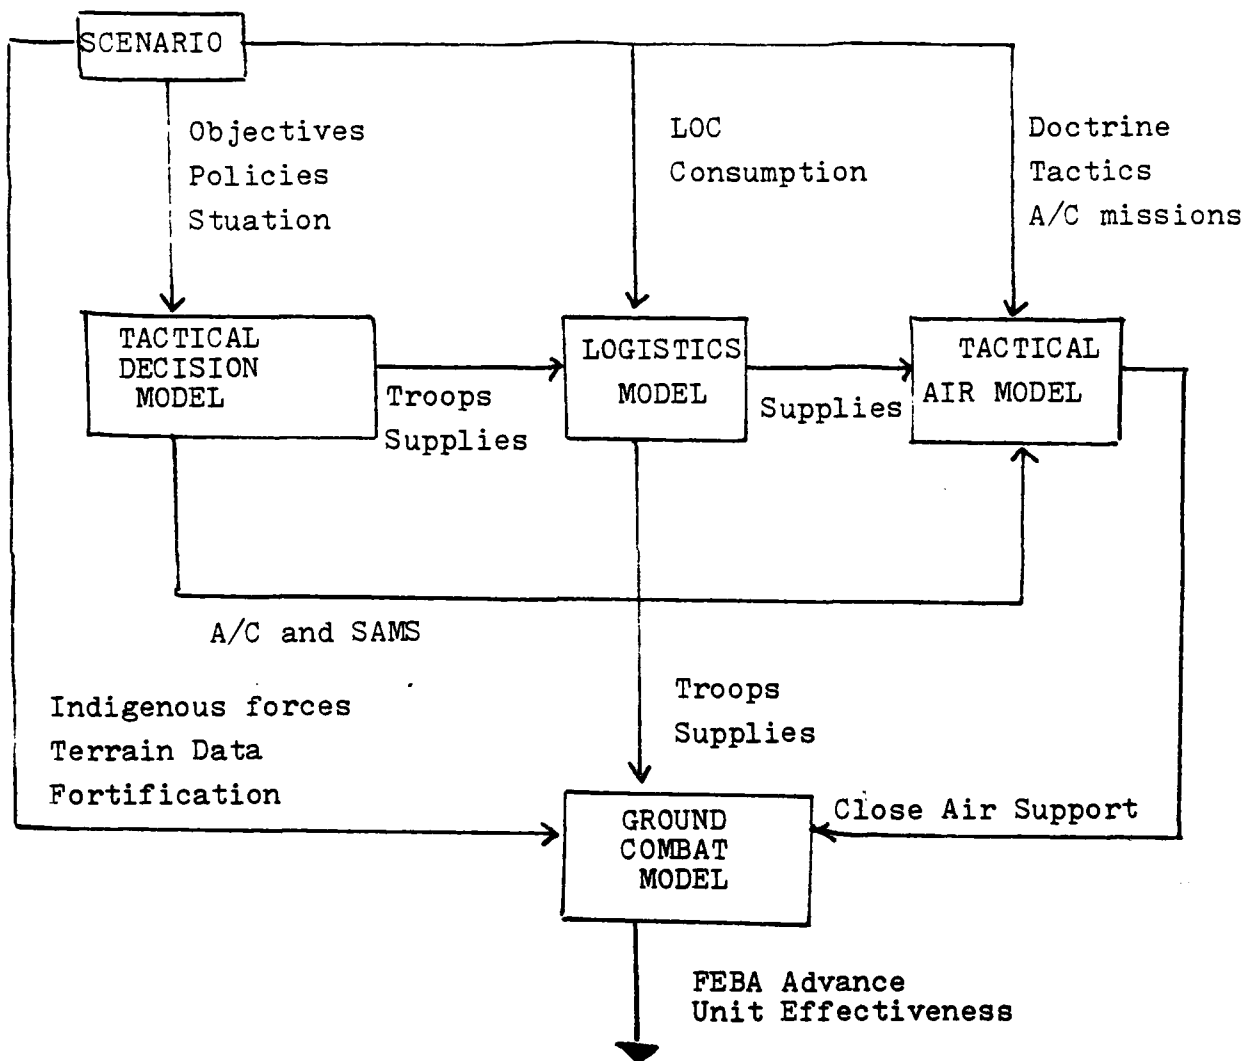 SCENARIO
Objectives
Policies
Stuation
LOC
Consumption
Doctrine
Tactics
A/C missions
TACTICAL
DECISION
MODEL
Troops
Supplies
LOGISTICS
MODEL
Supplies
TACTICAL
AIR MODEL
A/C and SAMS
Indigenous forces
Terrain Data
Fortification
Troops
Supplies
GROUND
COMBAT
MODEL
Close Air Support
FEBA Advance
Unit Effectiveness